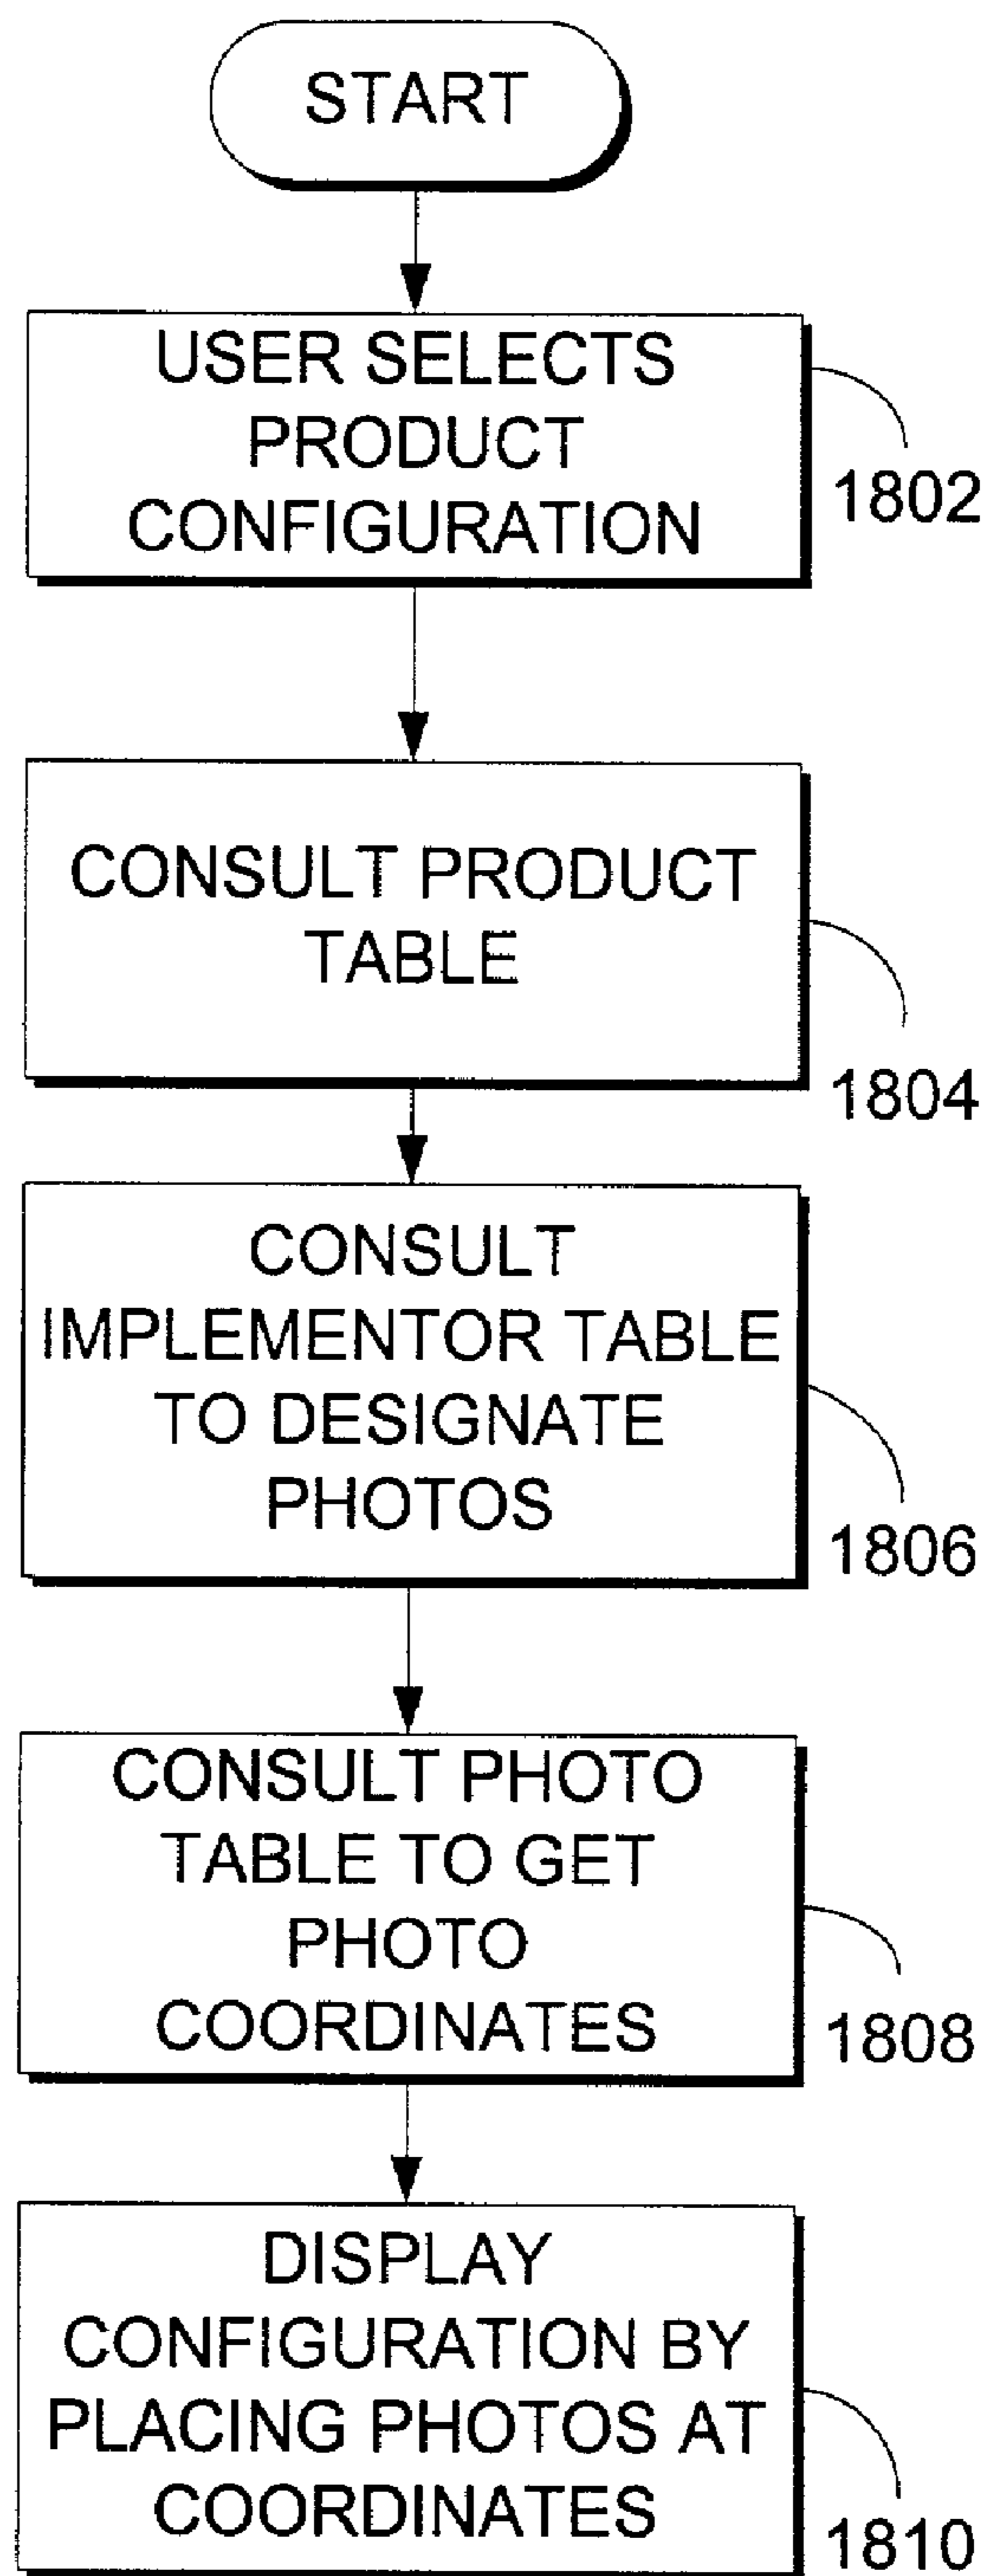 START
USER SELECTS
PRODUCT
CONFIGURATION
1802
CONSULT PRODUCT
TABLE
1804
CONSULT
IMPLEMENTOR TABLE
TO DESIGNATE
PHOTOS
1806
CONSULT PHOTO
TABLE TO GET
PHOTO
COORDINATES
1808
DISPLAY
CONFIGURATION BY
PLACING PHOTOS AT
COORDINATES
1810